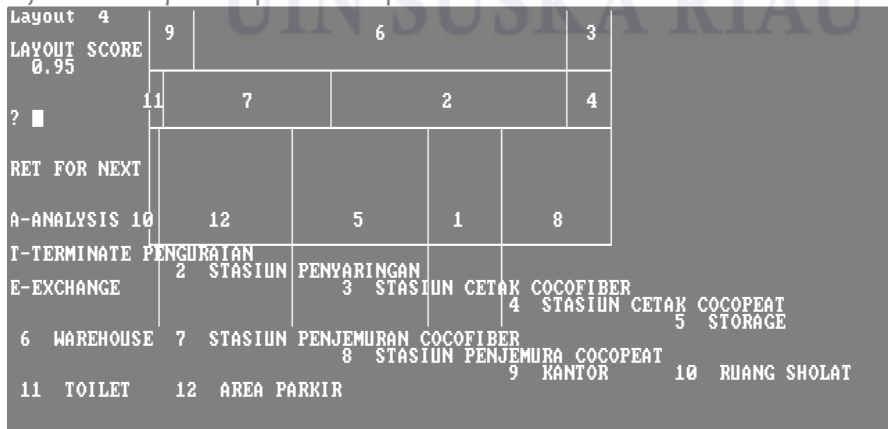 UIN SUSKA RIAU
Layout 4
9 6 3
LAYOUT SCORE
0.95
11 7 2 4
?
RET FOR NEXT
A-ANALYSIS 10 12 5 1 8
T-TERMINATE PENGURAIAN
2 STASIUN PENYARINGAN
E-EXCHANGE 3 STASIUN CETAK COCOFIBER
4 STASIUN CETAK COCOPEAT
5 STORAGE
6 WAREHOUSE 7 STASIUN PENJEMURAN COCOFIBER
8 STASIUN PENJEMURA COCOPEAT
9 KANTOR 10 RUANG SHOLAT
11 TOILET 12 AREA PARKIR